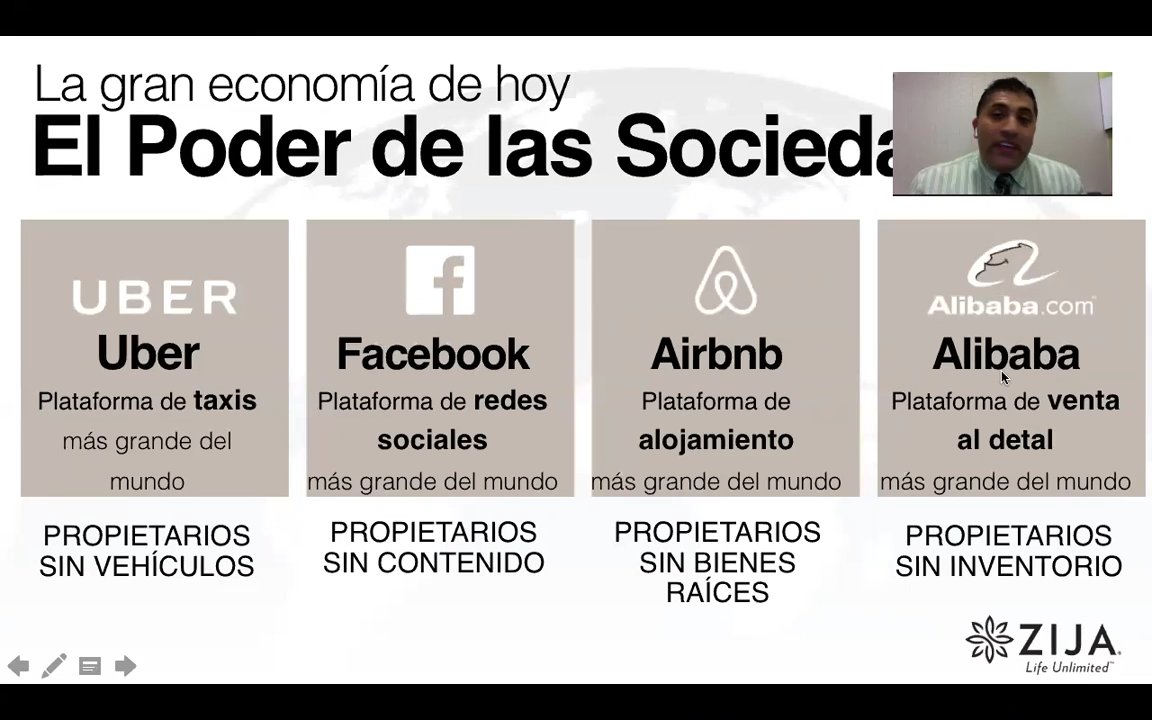 La gran economía de hoy
El Poder de las Socieda
UBER
Uber
Plataforma de taxis
más grande del
mundo
PROPIETARIOS
SIN VEHÍCULOS
f
Facebook
Plataforma de redes
sociales
más grande del mundo
PROPIETARIOS
SIN CONTENIDO
Airbnb
Plataforma de
alojamiento
más grande del mundo
PROPIETARIOS
SIN BIENES
RAÍCES
Alibaba.com™
Alibaba
Plataforma de venta
al detal
más grande del mundo
PROPIETARIOS
SIN INVENTORIO
ZIJA.
Life Unlimited™